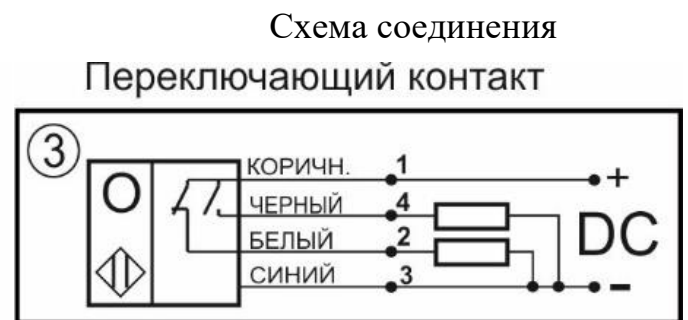 Схема соединения
Переключающий контакт
3
КОРИЧН. 1 +
O
ЧЕРНЫЙ 4
DC
БЕЛЫЙ 2
СИНИЙ 3 -